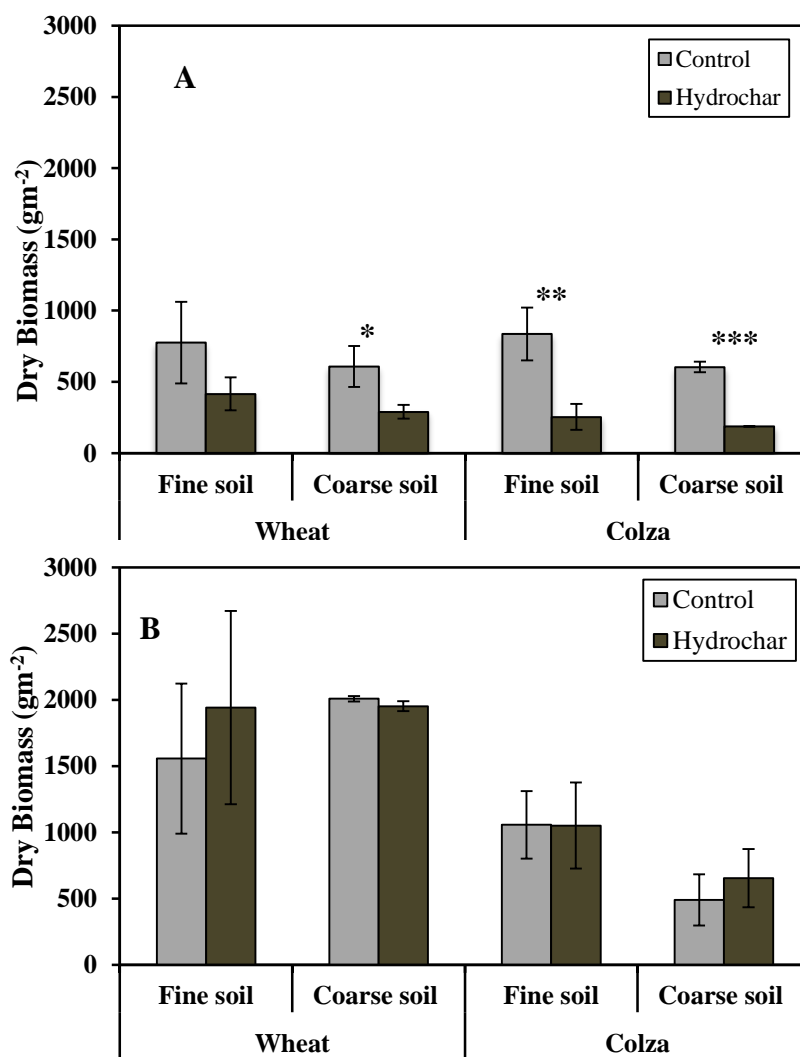 3000
2500
2000
1500
1000
500
0
Dry Biomass (gm-2)
A
Control
Hydrochar
*
**
***
Fine soil Coarse soil Fine soil Coarse soil
Wheat Colza
3000
2500
2000
1500
1000
500
0
Dry Biomass (gm-2)
B
Control
Hydrochar
Fine soil Coarse soil Fine soil Coarse soil
Wheat Colza